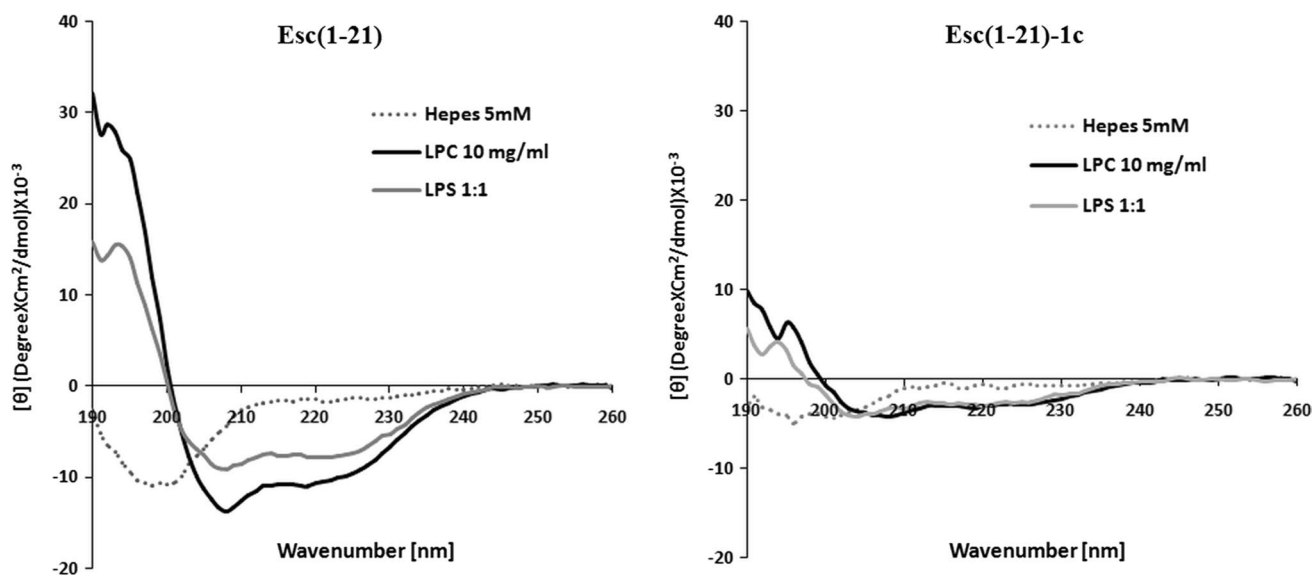 Esc(1-21)
40
30
20
10
0
-10
-20
[θ] (DegreeXCm²/dmol)X10⁻³
Hepes 5mM
LPC 10 mg/ml
LPS 1:1
190 200 210 220 230 240 250 260
Wavenumber [nm]
Esc(1-21)-1c
40
30
20
10
0
-10
-20
[θ] (DegreeXCm²/dmol)X10⁻³
Hepes 5mM
LPC 10 mg/ml
LPS 1:1
190 200 210 220 230 240 250 260
Wavenumber [nm]